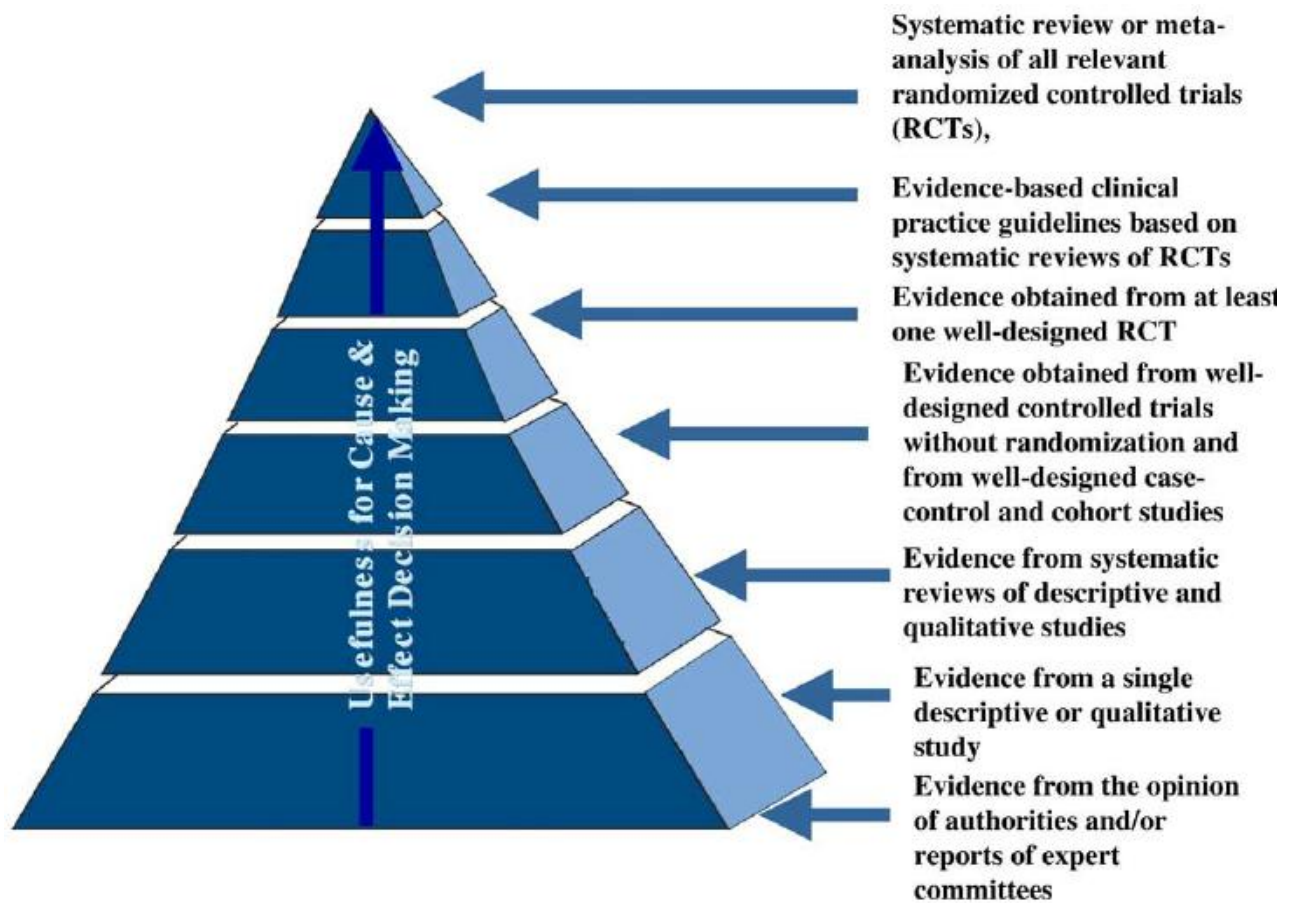 Systematic review or meta-
analysis of all relevant
randomized controlled trials
(RCTs),
Evidence-based clinical
practice guidelines based on
systematic reviews of RCTs
Evidence obtained from at least
one well-designed RCT
Evidence obtained from well-
designed controlled trials
without randomization and
from well-designed case-
control and cohort studies
Evidence from systematic
reviews of descriptive and
qualitative studies
Evidence from a single
descriptive or qualitative
study
Evidence from the opinion
of authorities and/or
reports of expert
committees
Usefulness for Cause &
Effect Decision Making